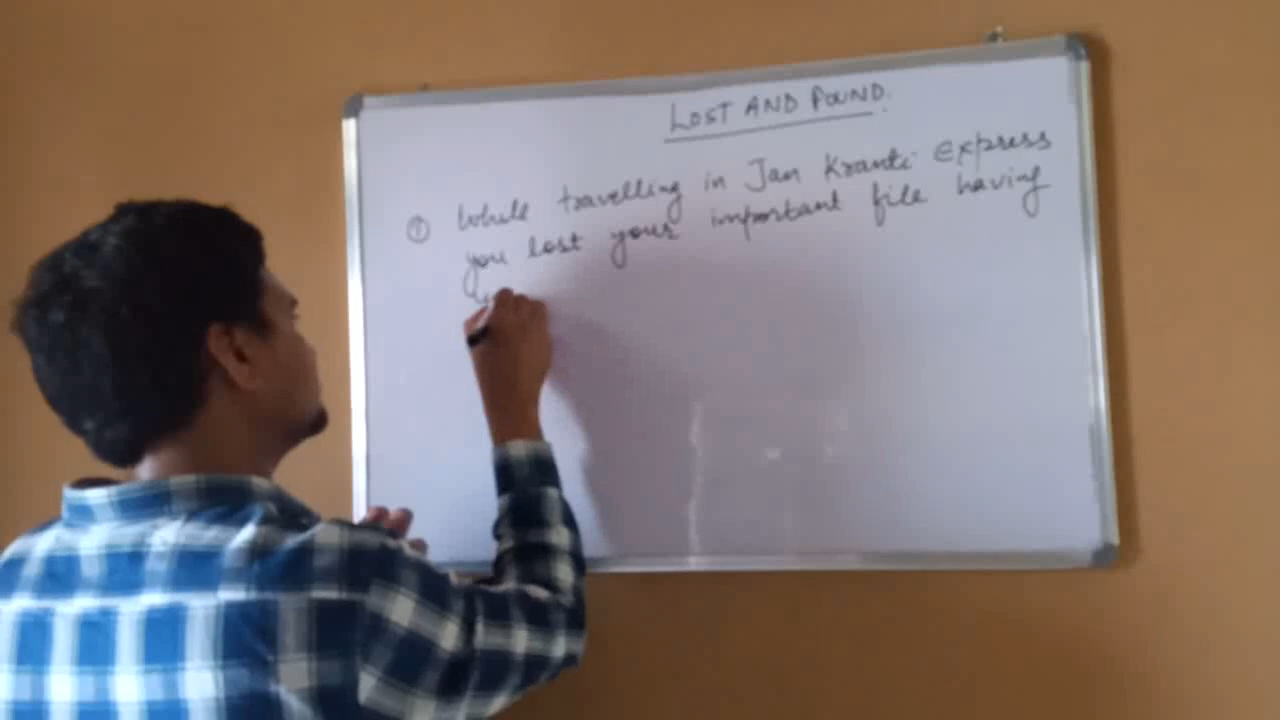 LOST AND FOUND.
① While travelling in Jan Kranti Express
you lost your important file having